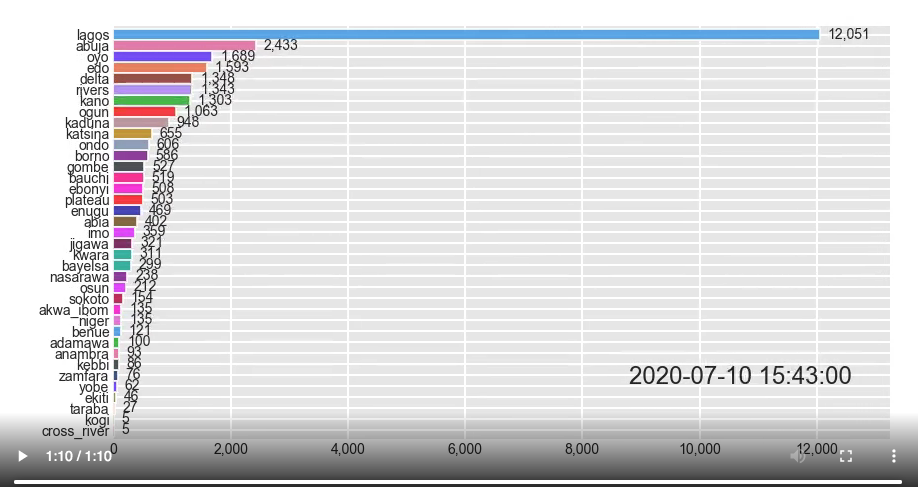 lagos 12,051
abuja 2,433
oyo 1,689
edo 1,593
delta 1,348
rivers 1,343
kano 1,303
ogun 1,063
kaduna 948
katsina 655
ondo 606
borno 586
gombe 527
bauchi 519
ebonyi 508
plateau 503
enugu 469
abia 402
imo 359
jigawa 321
kwara 311
bayelsa 299
nasarawa 238
osun 212
sokoto 154
akwa_ibom 135
niger 135
benue 121
adamawa 100
anambra 93
kebbi 86
zamfara 76
2020-07-10 15:43:00
yobe 62
ekiti 46
taraba 27
kogi 5
cross_river 5
0 2,000 4,000 6,000 8,000 10,000 12,000
1:10 / 1:10